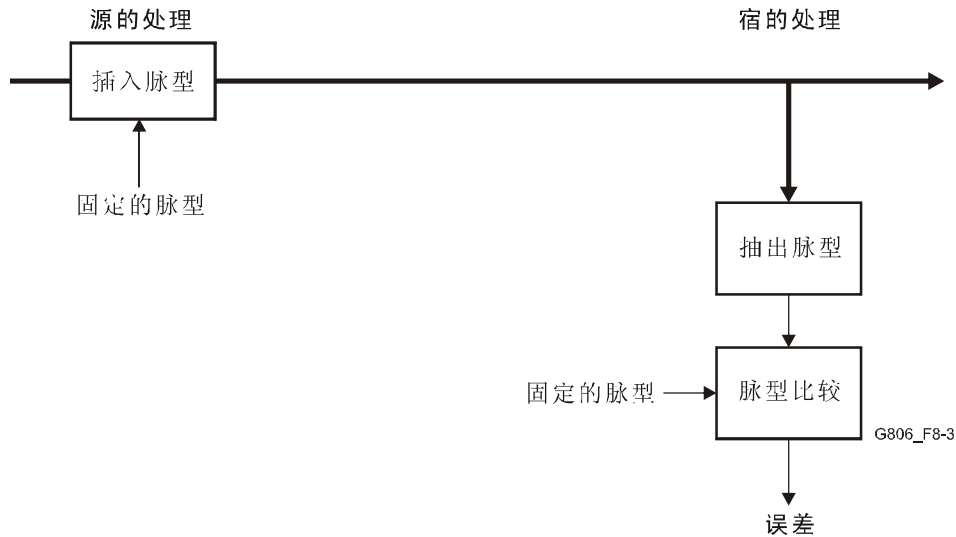 源的处理
宿的处理
插入脉型
固定的脉型
抽出脉型
固定的脉型
脉型比较
G806_F8-3
误差